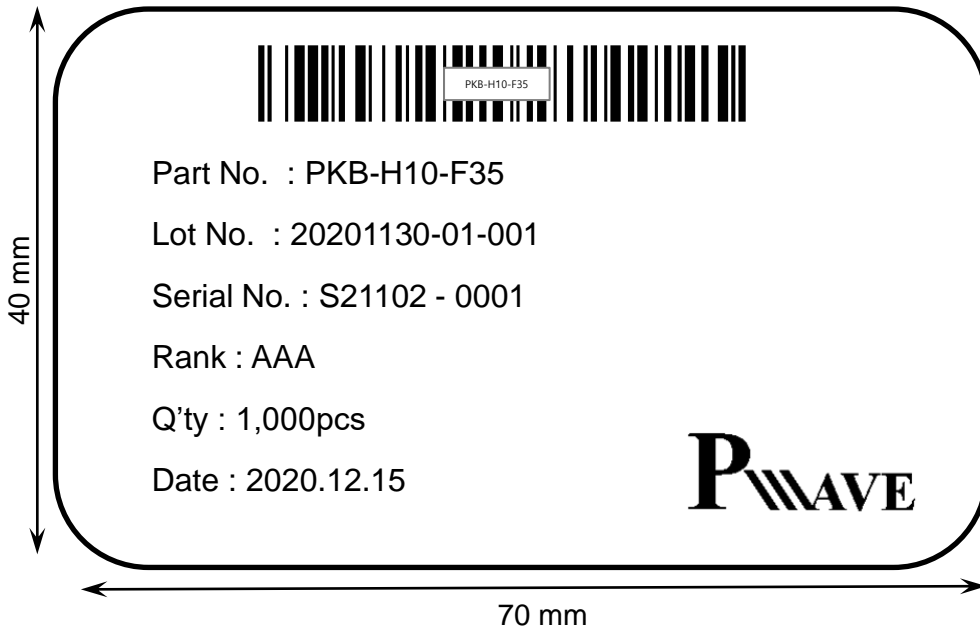 PKB-H10-F35
Part No. : PKB-H10-F35
Lot No. : 20201130-01-001
Serial No. : S21102 - 0001
Rank : AAA
Q’ty : 1,000pcs
Date : 2020.12.15
PWAVE
40 mm
70 mm